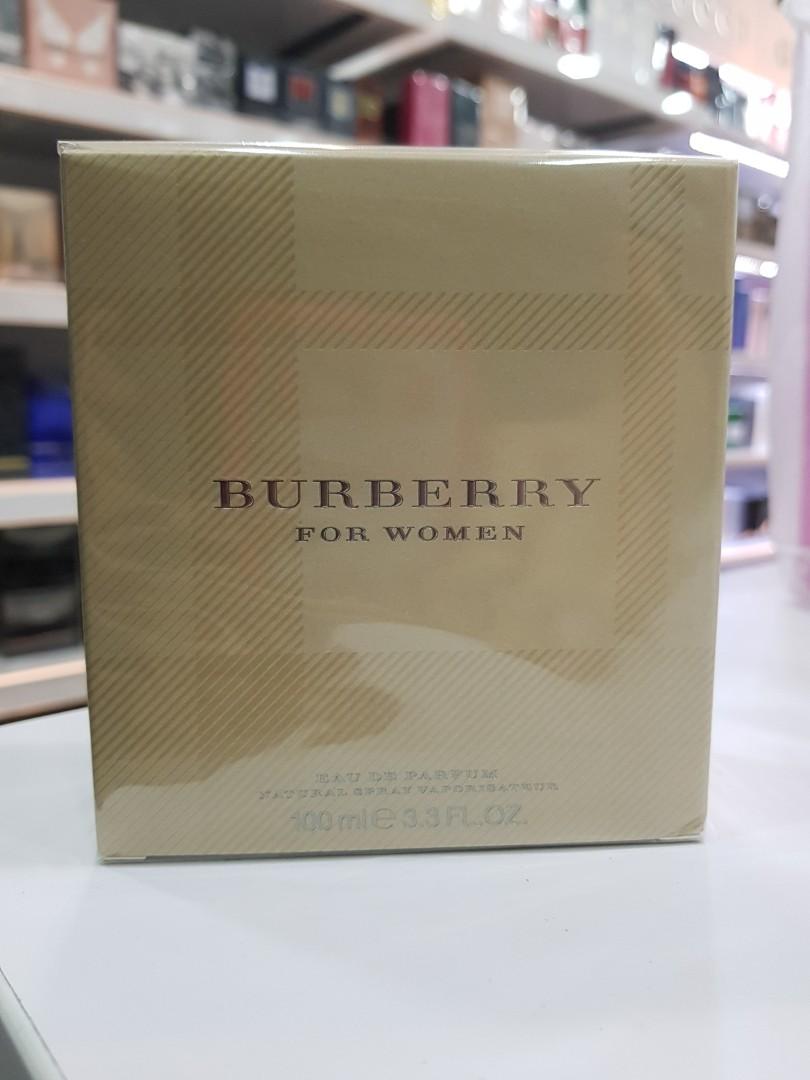 BURBERRY
FOR WOMEN
EAU DE PARFUM
NATURAL SPRAY VAPORISATEUR
100 ml e 3.3 FL.OZ.